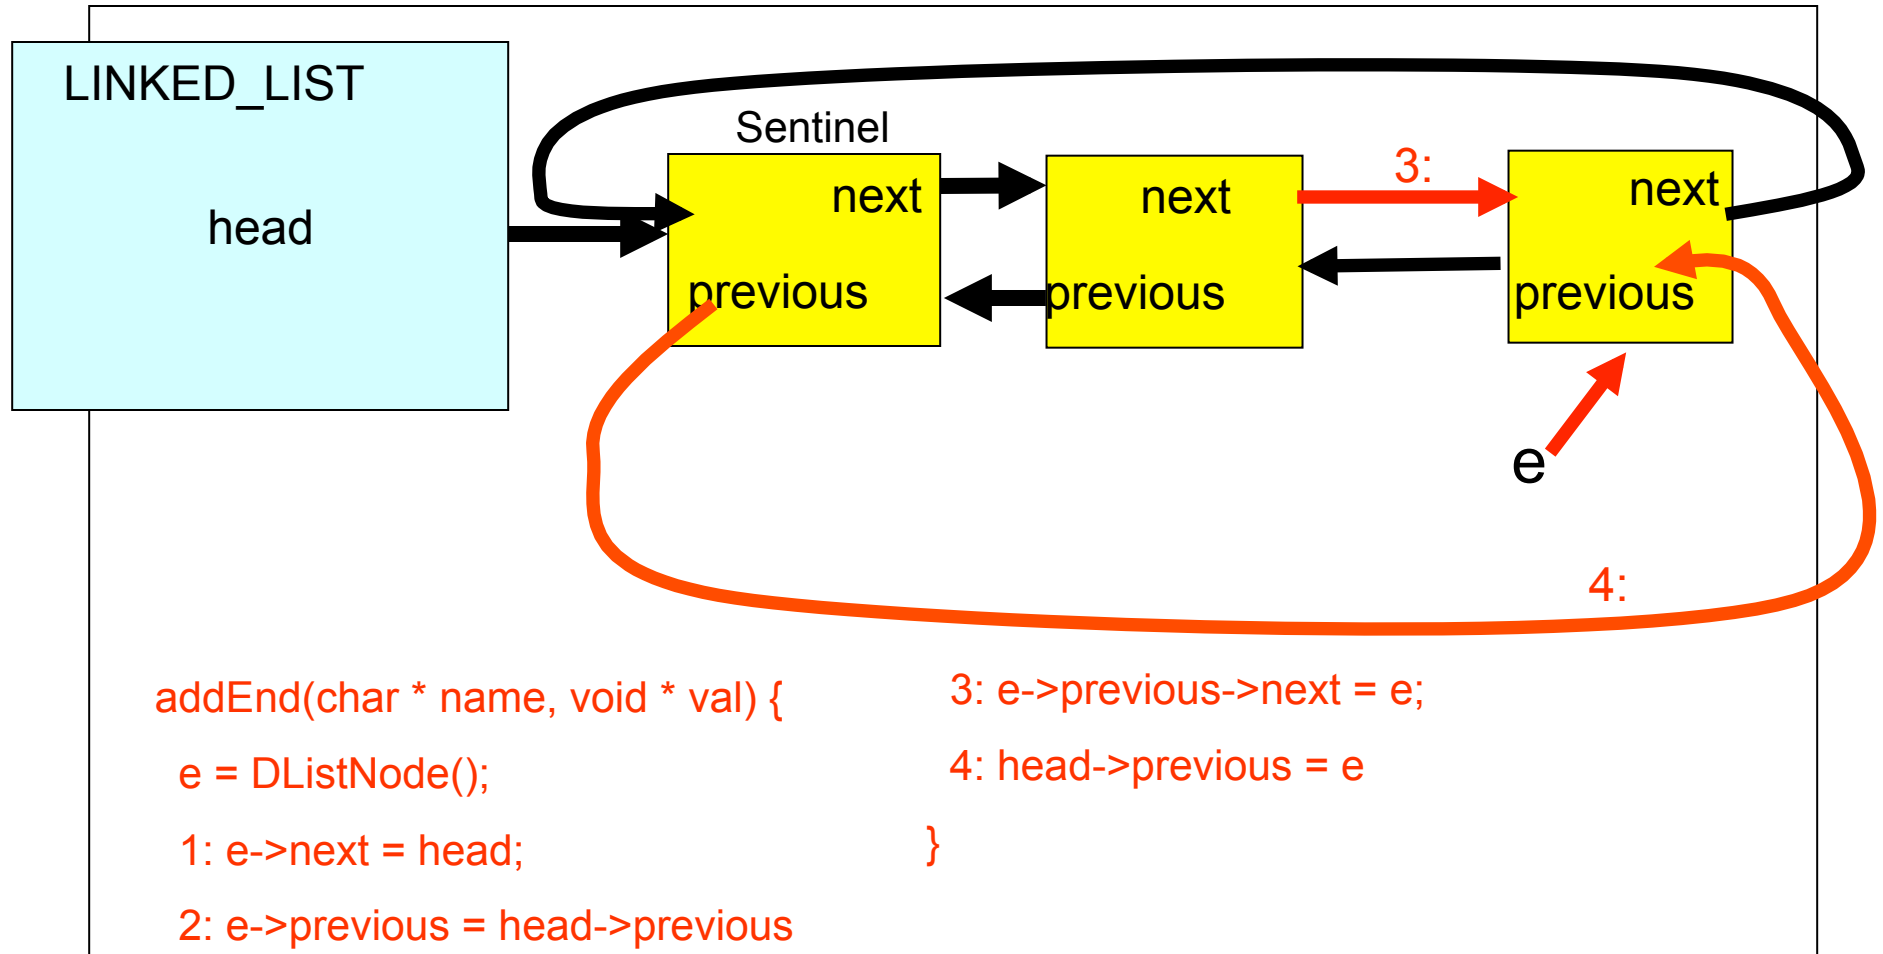 LINKED_LIST
head
Sentinel
next
previous
next
previous
3:
next
previous
e
4:
addEnd(char * name, void * val) {
e = DListNode();
1: e->next = head;
2: e->previous = head->previous
3: e->previous->next = e;
4: head->previous = e
}